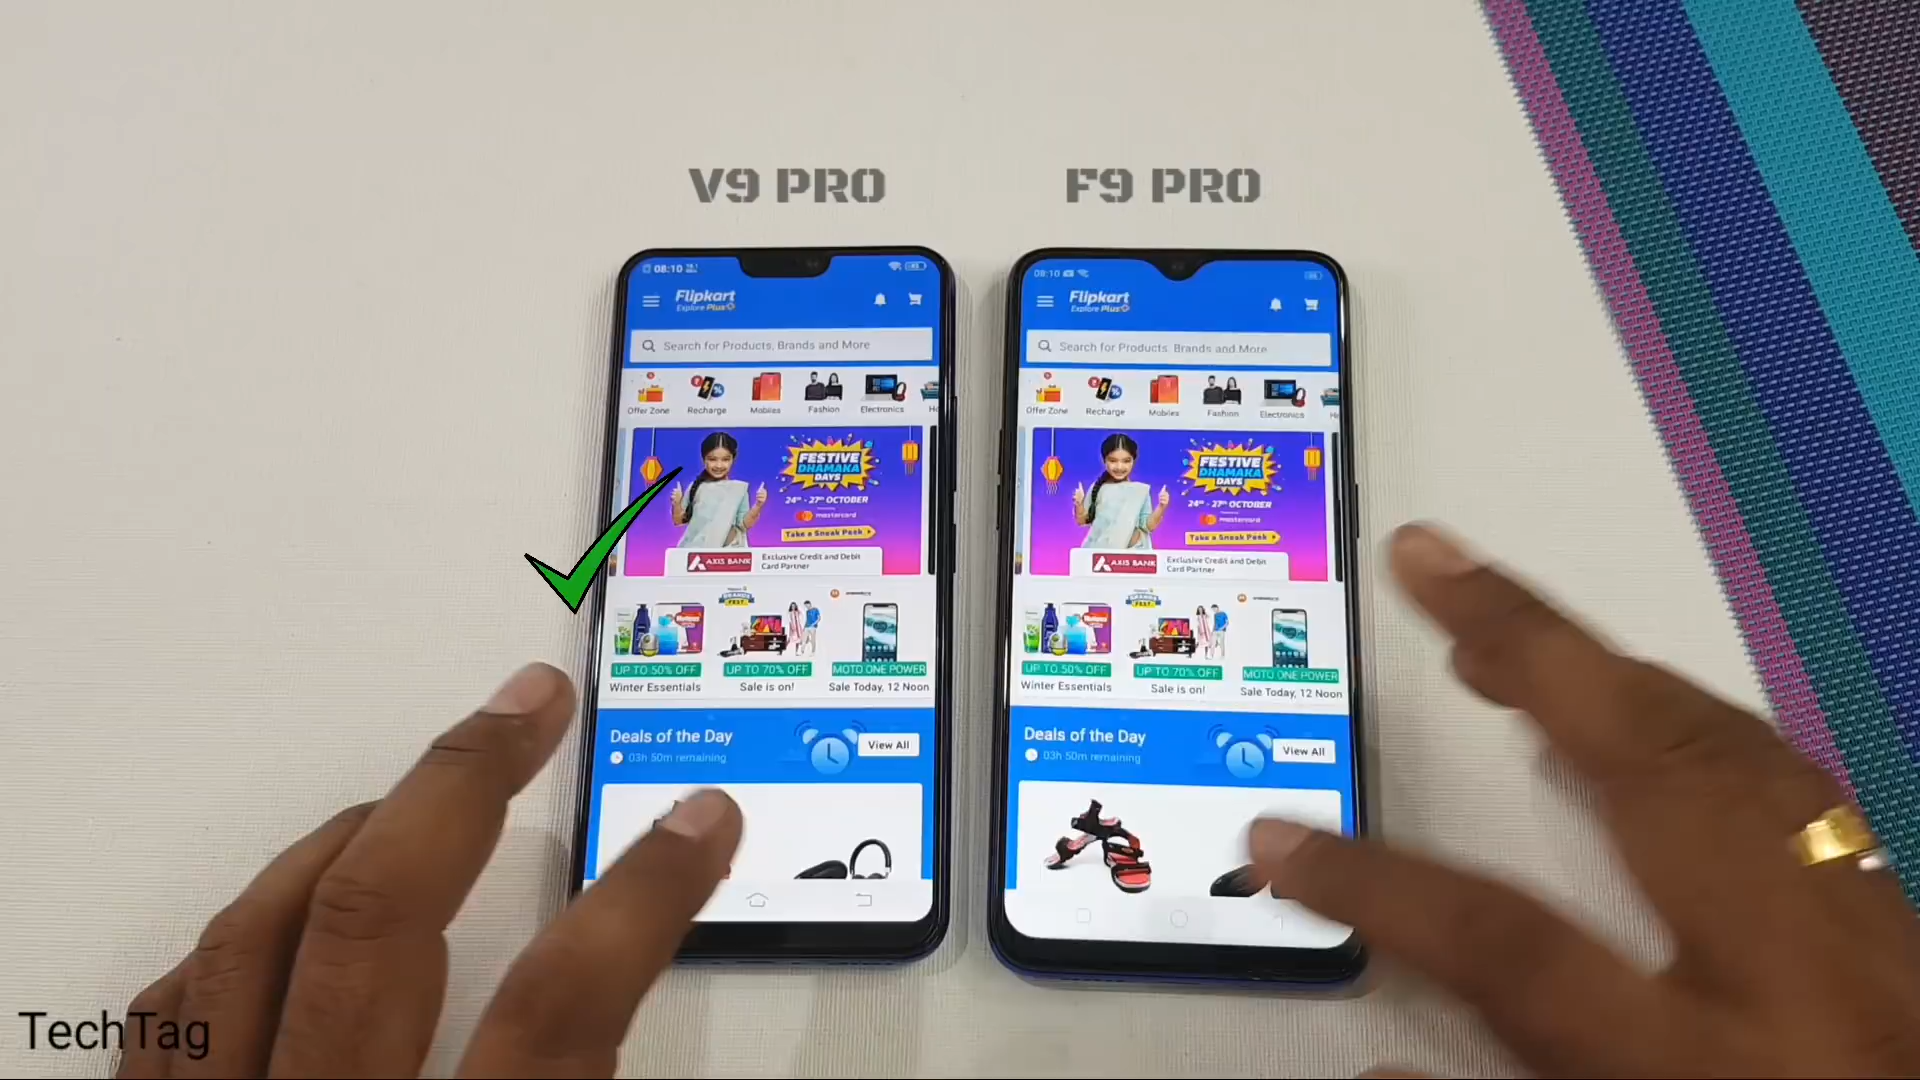 V9 PRO
F9 PRO
08:10
Flipkart
Explore Plus
Search for Products, Brands and More
Offer Zone
Recharge
Mobiles
Fashion
Electronics
FESTIVE
DHAMAKA
DAYS
24TH - 27TH OCTOBER
mastercard
Take a Sneak Peek
AXIS BANK
Exclusive Credit and Debit
Card Partner
UP TO 50% OFF
UP TO 70% OFF
MOTO ONE POWER
Winter Essentials
Sale is on!
Sale Today, 12 Noon
Deals of the Day
03h 50m remaining
View All
08:10
Flipkart
Explore Plus
Search for Products, Brands and More
Offer Zone
Recharge
Mobiles
Fashion
Electronics
FESTIVE
DHAMAKA
DAYS
24TH - 27TH OCTOBER
mastercard
Take a Sneak Peek
AXIS BANK
Exclusive Credit and Debit
Card Partner
UP TO 50% OFF
UP TO 70% OFF
MOTO ONE POWER
Winter Essentials
Sale is on!
Sale Today, 12 Noon
Deals of the Day
03h 50m remaining
View All
TechTag